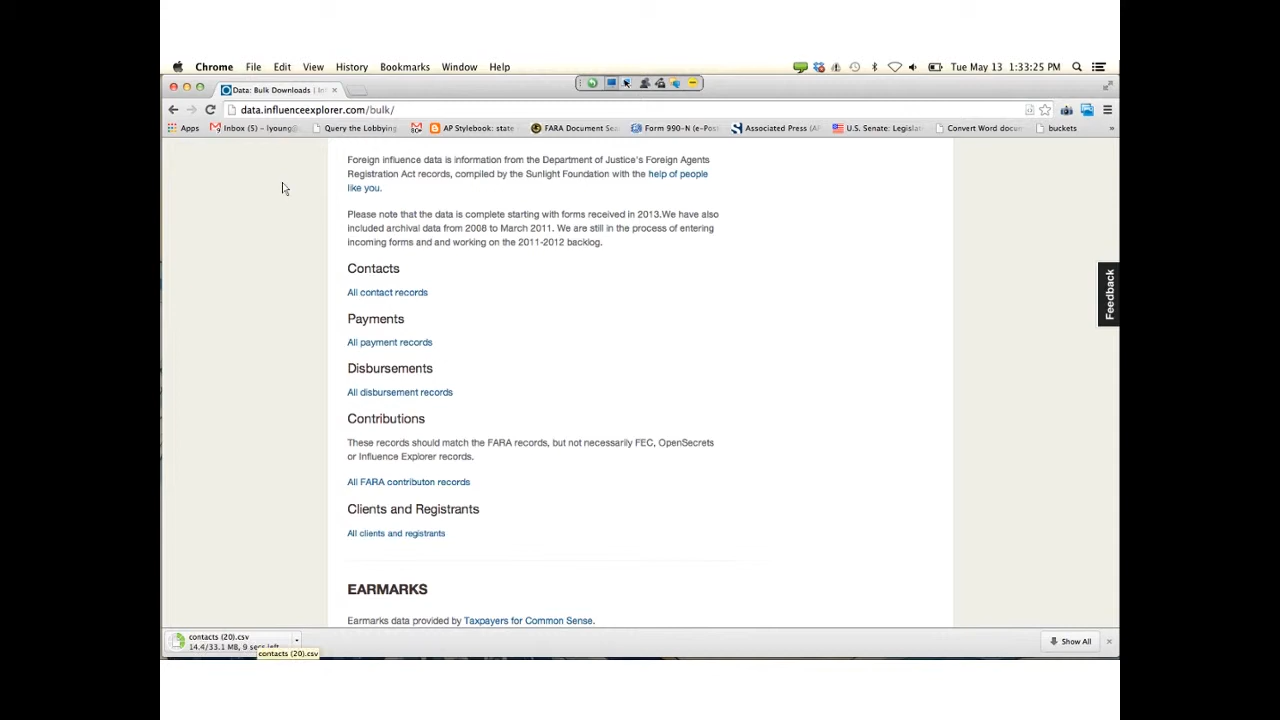 Chrome File Edit View History Bookmarks Window Help Tue May 13 1:33:25 PM
Data: Bulk Downloads | In
data.influenceexplorer.com/bulk/
Apps Inbox (5) – lyoung@ Query the Lobbying AP Stylebook: state FARA Document Sea Form 990-N (e-Pos Associated Press (AP U.S. Senate: Legisla Convert Word docu buckets »
Foreign influence data is information from the Department of Justice's Foreign Agents
Registration Act records, compiled by the Sunlight Foundation with the help of people
like you.
Please note that the data is complete starting with forms received in 2013.We have also
included archival data from 2008 to March 2011. We are still in the process of entering
incoming forms and and working on the 2011-2012 backlog.
Contacts
All contact records
Feedback
Payments
All payment records
Disbursements
All disbursement records
Contributions
These records should match the FARA records, but not necessarily FEC, OpenSecrets
or Influence Explorer records.
All FARA contributon records
Clients and Registrants
All clients and registrants
EARMARKS
Earmarks data provided by Taxpayers for Common Sense.
contacts (20).csv
14.4/33.1 MB, 9 secs left
Show All
contacts (20).csv